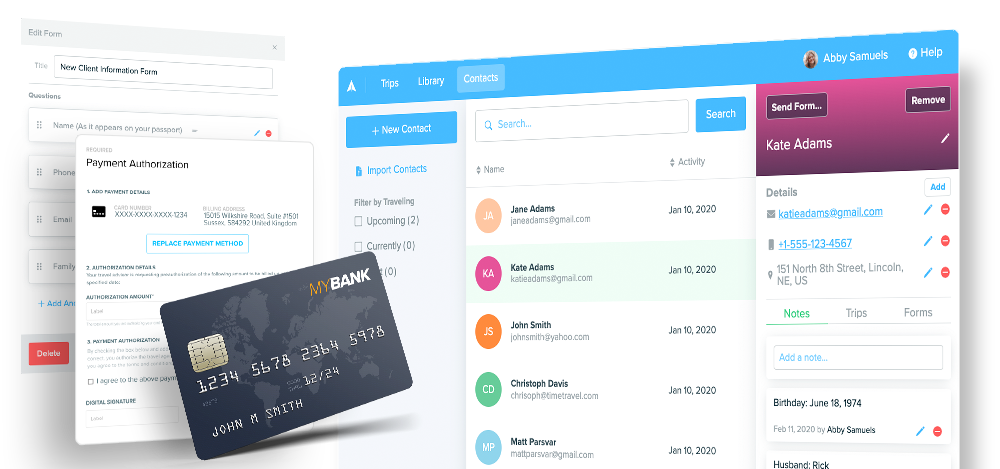 Edit Form
×
Title
New Client Information Form
Questions
Name (As it appears on your passport)
Phone
Email
Family
Delete
REQUIRED
Payment Authorization
1. ADD PAYMENT DETAILS
CARD NUMBER
XXXX-XXXX-XXXX-1234
BILLING ADDRESS
15015 Wilkshire Road, Suite #1501
Sussex, 584292 United Kingdom
REPLACE PAYMENT METHOD
2. AUTHORIZATION DETAILS
AUTHORIZATION AMOUNT*
Label
3. PAYMENT AUTHORIZATION
I agree to the above
DIGITAL SIGNATURE
Label
MYBANK
1234 5678 2364 5978
12/24
JOHN M SMITH
Trips
Library
Contacts
Abby Samuels
Help
+ New Contact
Import Contacts
Filter by Traveling
Upcoming (2)
Currently (0)
(0)
Search...
Search
Name
Activity
JA
Jane Adams
janeadams@gmail.com
Jan 10, 2020
KA
Kate Adams
katieadams@gmail.com
Jan 10, 2020
JS
John Smith
johnsmith@yahoo.com
Jan 10, 2020
CD
Christoph Davis
chrisoph@timetravel.com
Jan 10, 2020
MP
Matt Parsvar
mattparsvar@gmail.com
Jan 10, 2020
Send Form...
Remove
Kate Adams
Details
Add
katieadams@gmail.com
+1-555-123-4567
151 North 8th Street, Lincoln,
NE, US
Notes
Trips
Forms
Add a note...
Birthday: June 18, 1974
Feb 11, 2020 by Abby Samuels
Husband: Rick